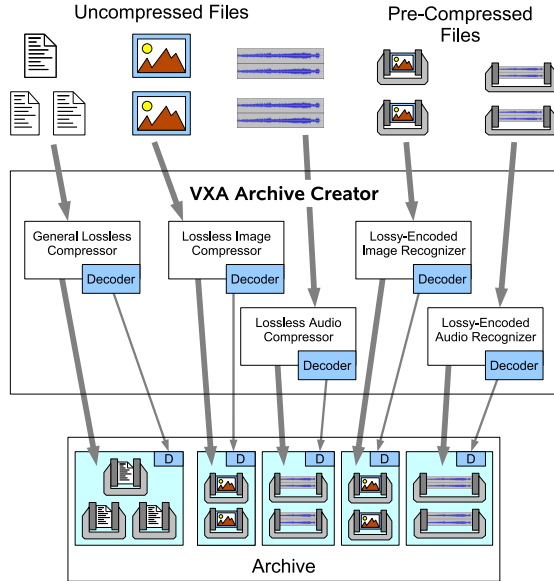 Uncompressed Files
Pre-Compressed
Files
VXA Archive Creator
General Lossless
Compressor
Decoder
Lossless Image
Compressor
Decoder
Lossy-Encoded
Image Recognizer
Decoder
Lossless Audio
Compressor
Decoder
Lossy-Encoded
Audio Recognizer
Decoder
D
D
D
D
D
Archive